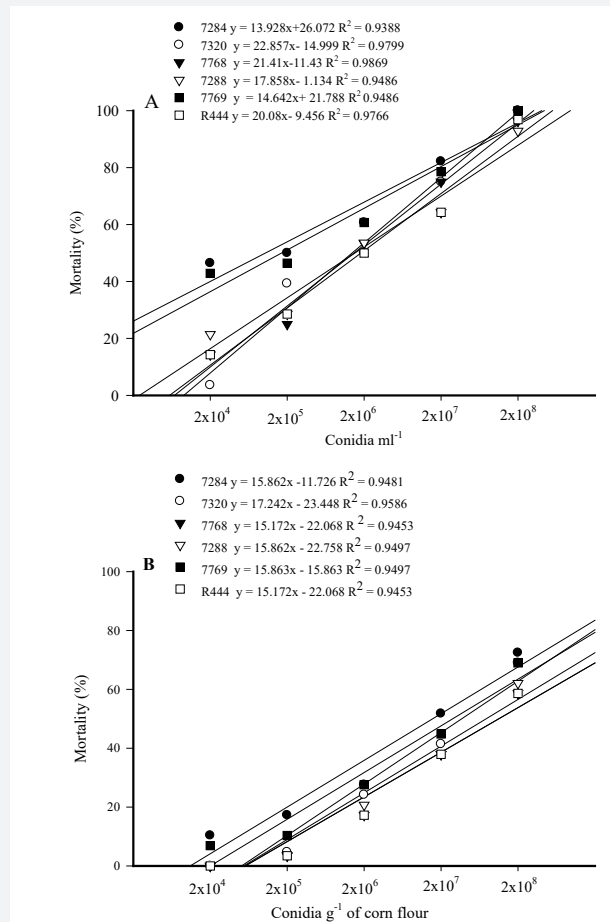 7284 y = 13.928x+26.072 R² = 0.9388
7320 y = 22.857x- 14.999 R² = 0.9799
7768 y = 21.41x-11.43 R² = 0.9869
7288 y = 17.858x- 1.134 R² = 0.9486
7769 y = 14.642x+ 21.788 R² = 0.9486
R444 y = 20.08x- 9.456 R² = 0.9766
A
100
80
60
40
20
0
Mortality (%)
2x10⁴ 2x10⁵ 2x10⁶ 2x10⁷ 2x10⁸
Conidia ml⁻¹
7284 y = 15.862x -11.726 R² = 0.9481
7320 y = 17.242x - 23.448 R² = 0.9586
7768 y = 15.172x - 22.068 R² = 0.9453
7288 y = 15.862x - 22.758 R² = 0.9497
7769 y = 15.863x - 15.863 R² = 0.9497
R444 y = 15.172x - 22.068 R² = 0.9453
B
100
80
60
40
20
0
Mortality (%)
2x10⁴ 2x10⁵ 2x10⁶ 2x10⁷ 2x10⁸
Conidia g⁻¹ of corn flour